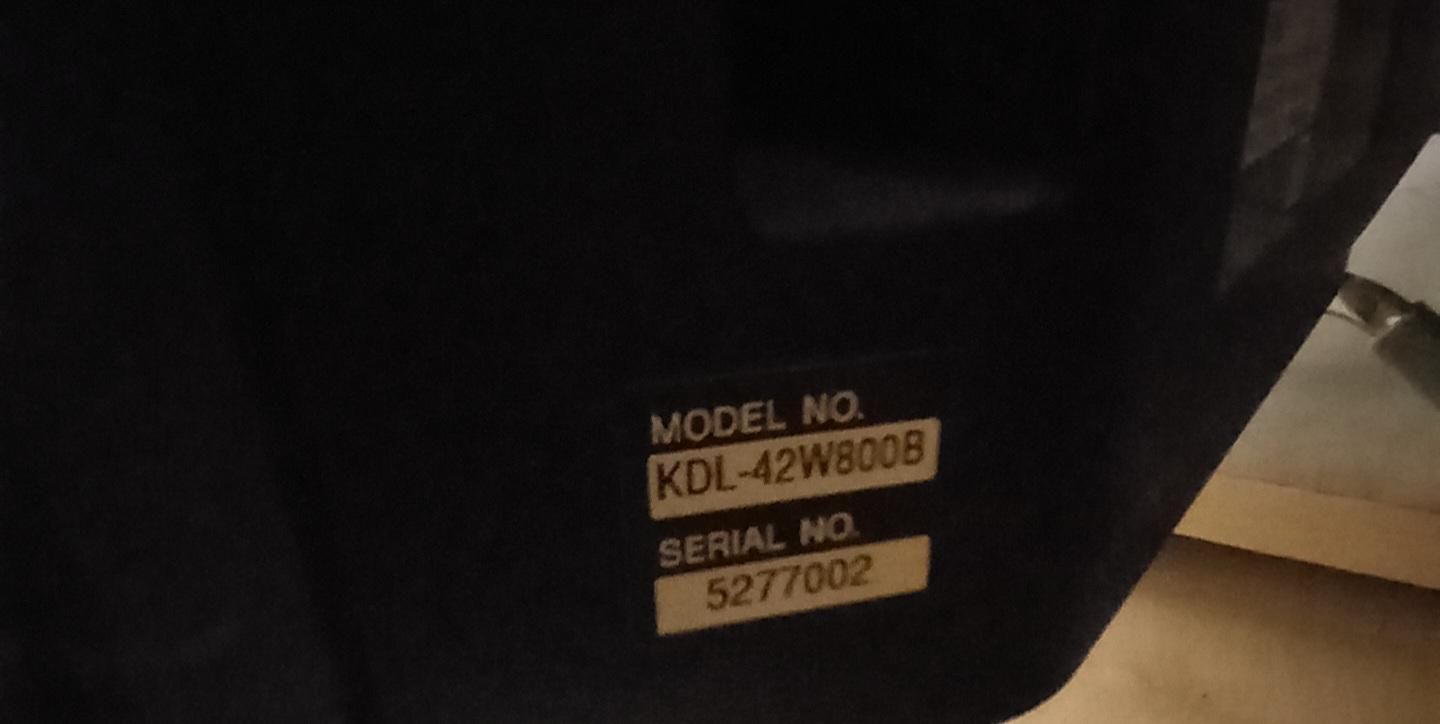 MODEL NO.
KDL-42W800B
SERIAL NO.
5277002